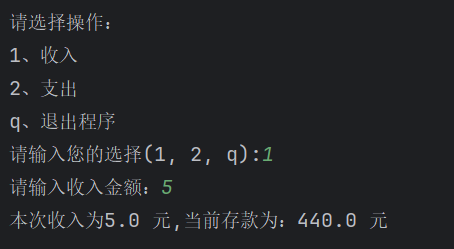 请选择操作:
1、收入
2、支出
q、退出程序
请输入您的选择(1, 2, q):1
请输入收入金额：5
本次收入为5.0 元,当前存款为：440.0 元